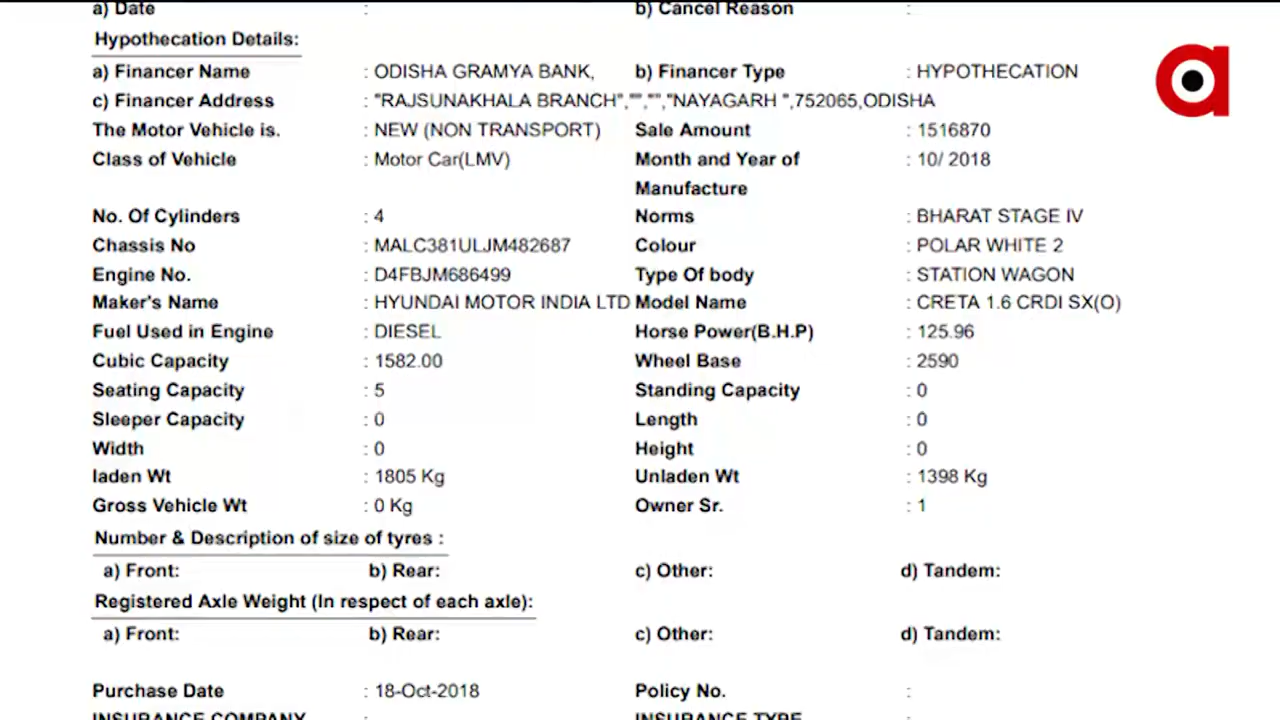 a) Date : b) Cancel Reason :
Hypothecation Details:
a) Financer Name : ODISHA GRAMYA BANK, b) Financer Type : HYPOTHECATION
c) Financer Address : "RAJSUNAKHALA BRANCH","","","NAYAGARH ",752065,ODISHA
The Motor Vehicle is. : NEW (NON TRANSPORT) Sale Amount : 1516870
Class of Vehicle : Motor Car(LMV) Month and Year of : 10/ 2018
Manufacture
No. Of Cylinders : 4 Norms : BHARAT STAGE IV
Chassis No : MALC381ULJM482687 Colour : POLAR WHITE 2
Engine No. : D4FBJM686499 Type Of body : STATION WAGON
Maker's Name : HYUNDAI MOTOR INDIA LTD Model Name : CRETA 1.6 CRDI SX(O)
Fuel Used in Engine : DIESEL Horse Power(B.H.P) : 125.96
Cubic Capacity : 1582.00 Wheel Base : 2590
Seating Capacity : 5 Standing Capacity : 0
Sleeper Capacity : 0 Length : 0
Width : 0 Height : 0
laden Wt : 1805 Kg Unladen Wt : 1398 Kg
Gross Vehicle Wt : 0 Kg Owner Sr. : 1
Number & Description of size of tyres :
a) Front: b) Rear: c) Other: d) Tandem:
Registered Axle Weight (In respect of each axle):
a) Front: b) Rear: c) Other: d) Tandem:
Purchase Date : 18-Oct-2018 Policy No. :
INSURANCE COMPANY : INSURANCE TYPE :